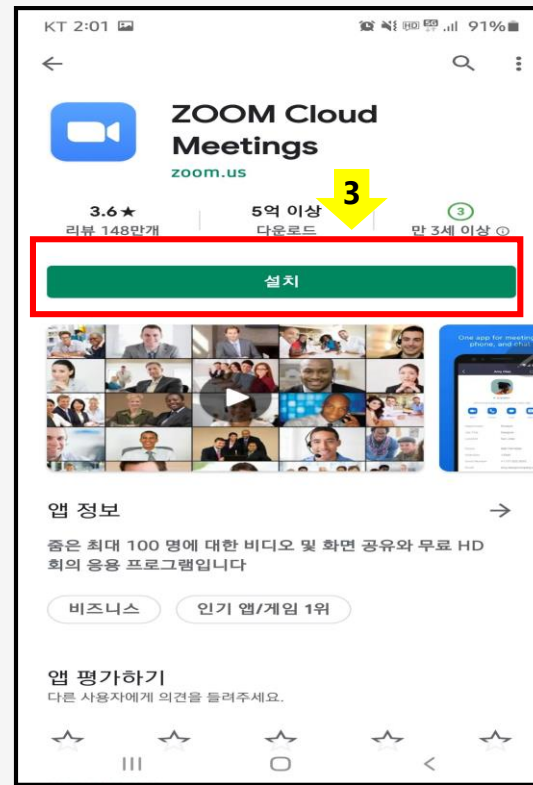 KT 2:01 91%
ZOOM Cloud
Meetings
zoom.us
3
3.6★ 5억 이상 3
리뷰 148만개 다운로드 만 3세 이상
설치
One app for meeting
phone, and chat
앱 정보
줌은 최대 100 명에 대한 비디오 및 화면 공유와 무료 HD
회의 응용 프로그램입니다
비즈니스 인기 앱/게임 1위
앱 평가하기
다른 사용자에게 의견을 들려주세요.